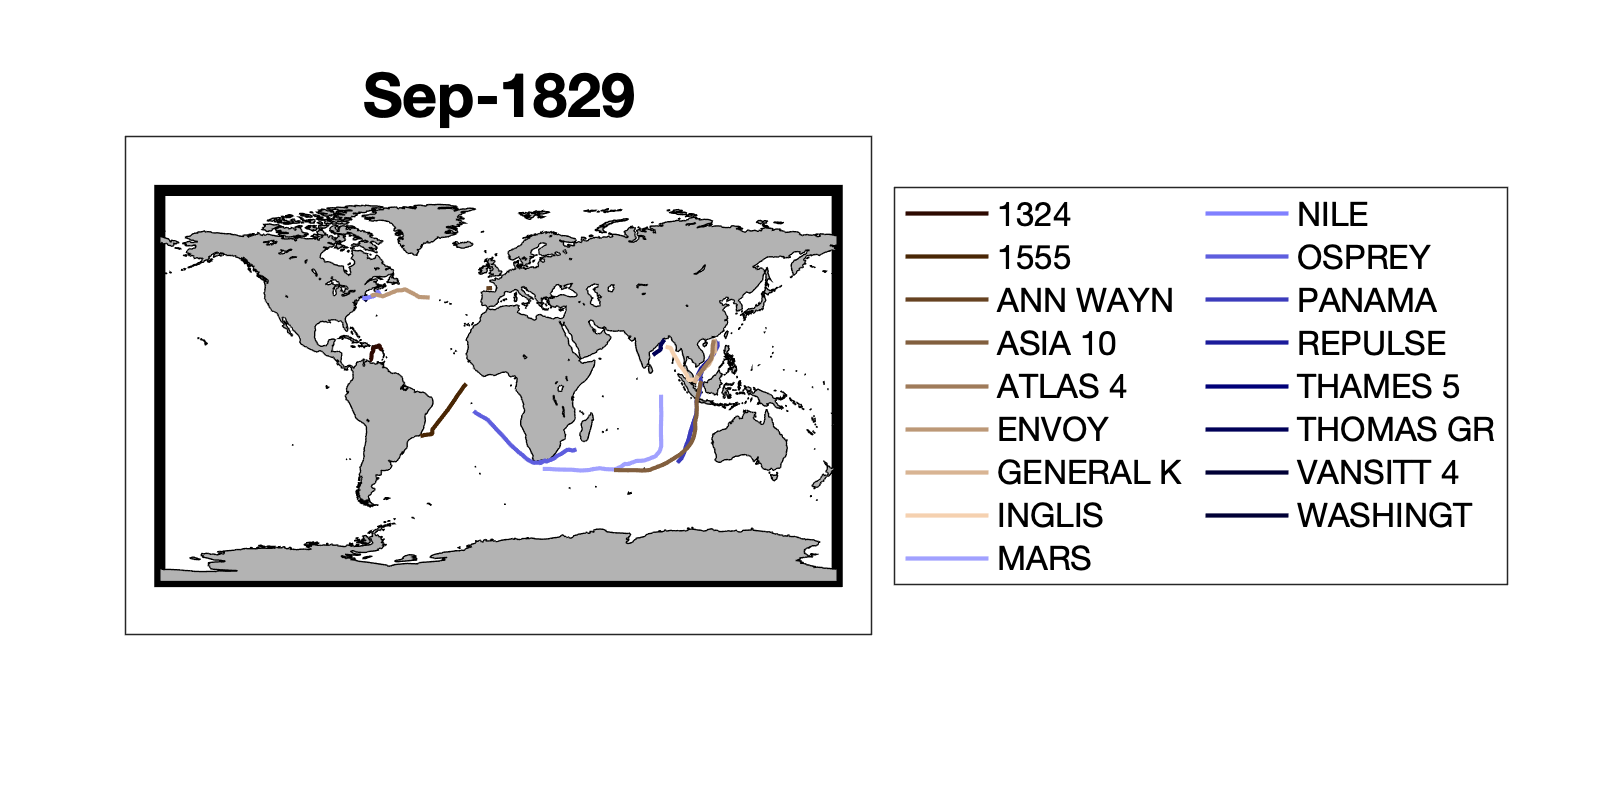 Sep-1829
1324
1555
ANN WAYN
ASIA 10
ATLAS 4
ENVOY
GENERAL K
INGLIS
MARS
NILE
OSPREY
PANAMA
REPULSE
THAMES 5
THOMAS GR
VANSITT 4
WASHINGT